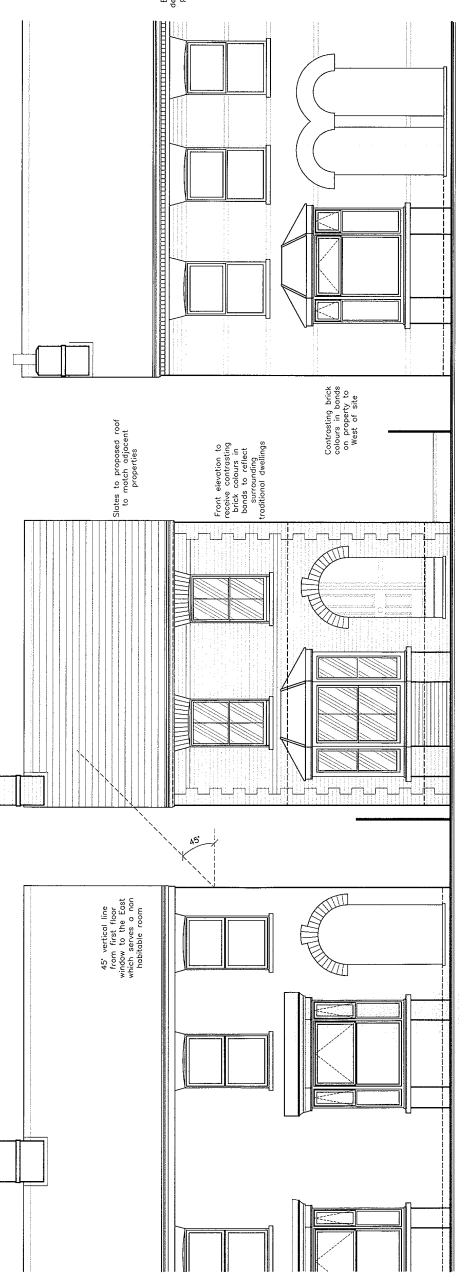 45° vertical line
from first floor
window to the East
which serves a non
habitable room
45°
Slates to proposed roof
to match adjacent
properties
Front elevation to
receive contrasting
brick colours in
bands to reflect
surrounding
traditional dwellings
Contrasting brick
colours in bands
on property to
West of site